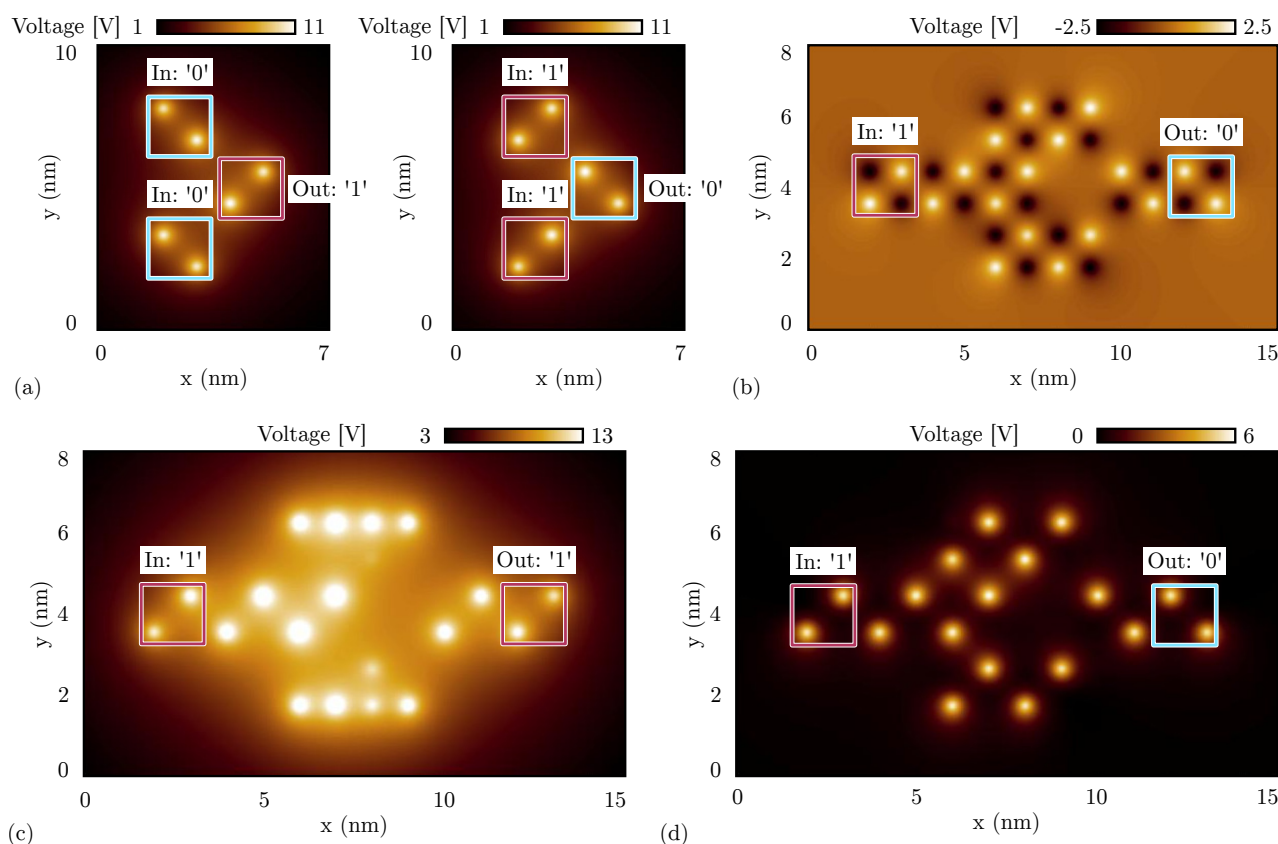 Voltage [V] 1 11
Voltage [V] 1 11
Voltage [V] -2.5 2.5
10
In: '0'
In: '0'
Out: '1'
0
y (nm)
0 7
x (nm)
(a)
10
In: '1'
In: '1'
Out: '0'
0
y (nm)
0 7
x (nm)
8
6
4
2
0
y (nm)
In: '1'
Out: '0'
0 5 10 15
x (nm)
(b)
Voltage [V] 3 13
8
6
4
2
0
y (nm)
In: '1'
Out: '1'
0 5 10 15
x (nm)
(c)
Voltage [V] 0 6
8
6
4
2
0
y (nm)
In: '1'
Out: '0'
0 5 10 15
x (nm)
(d)